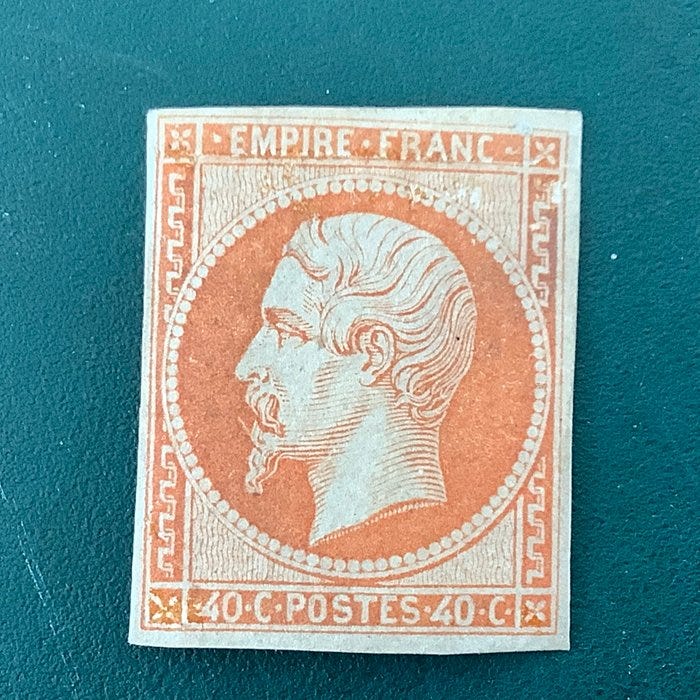 · EMPIRE · FRANC ·
40 · C · POSTES · 40 · C ·